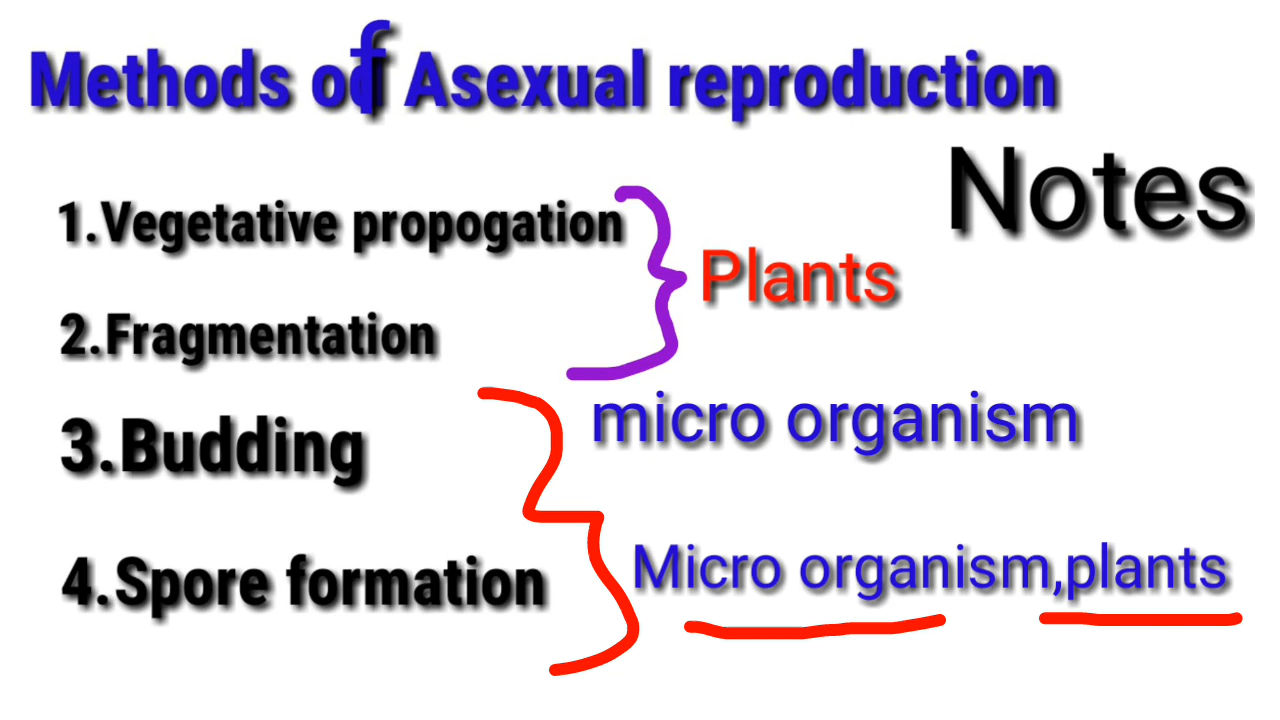 Methods of Asexual reproduction
Notes
1.Vegetative propogation
Plants
2.Fragmentation
micro organism
3.Budding
4.Spore formation
Micro organism,plants